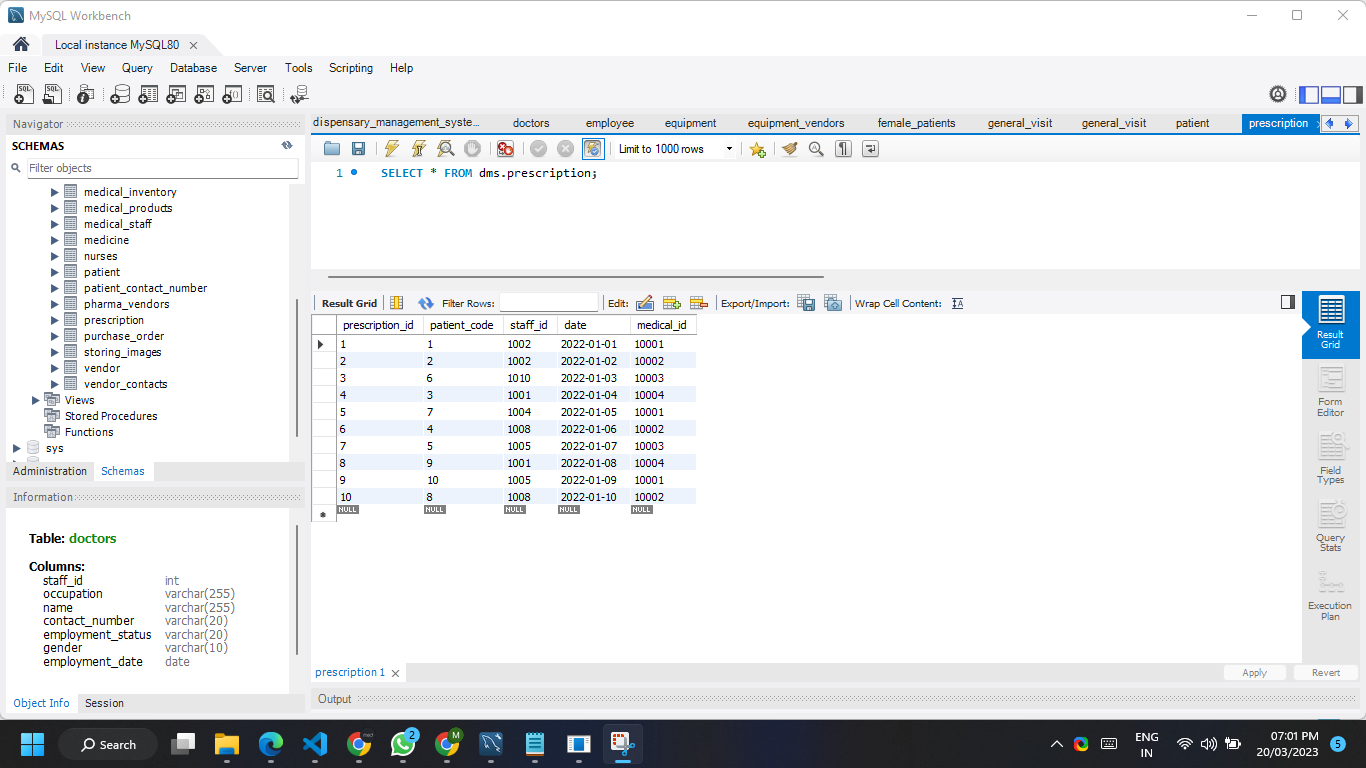 MySQL Workbench
Local instance MySQL80
File Edit View Query Database Server Tools Scripting Help
Navigator
SCHEMAS
Filter objects
medical_inventory
medical_products
medical_staff
medicine
nurses
patient
patient_contact_number
pharma_vendors
prescription
purchase_order
storing_images
vendor
vendor_contacts
Views
Stored Procedures
Functions
sys
Administration Schemas
Information
Table: doctors
Columns:
staff_id int
occupation varchar(255)
name varchar(255)
contact_number varchar(20)
employment_status varchar(20)
gender varchar(10)
employment_date date
Object Info Session
dispensary_management_syste... doctors employee equipment equipment_vendors female_patients general_visit general_visit patient prescription
Limit to 1000 rows
1 SELECT * FROM dms.prescription;
Result Grid Filter Rows: Edit: Export/Import: Wrap Cell Content:
prescription_id patient_code staff_id date medical_id
1 1 1002 2022-01-01 10001
2 2 1002 2022-01-02 10002
3 6 1010 2022-01-03 10003
4 3 1001 2022-01-04 10004
5 7 1004 2022-01-05 10001
6 4 1008 2022-01-06 10002
7 5 1005 2022-01-07 10003
8 9 1001 2022-01-08 10004
9 10 1005 2022-01-09 10001
10 8 1008 2022-01-10 10002
NULL NULL NULL NULL NULL
Result
Grid
Form
Editor
Field
Types
Query
Stats
Execution
Plan
prescription 1
Apply Revert
Output
Search
2
M
ENG
IN
07:01 PM
20/03/2023
5